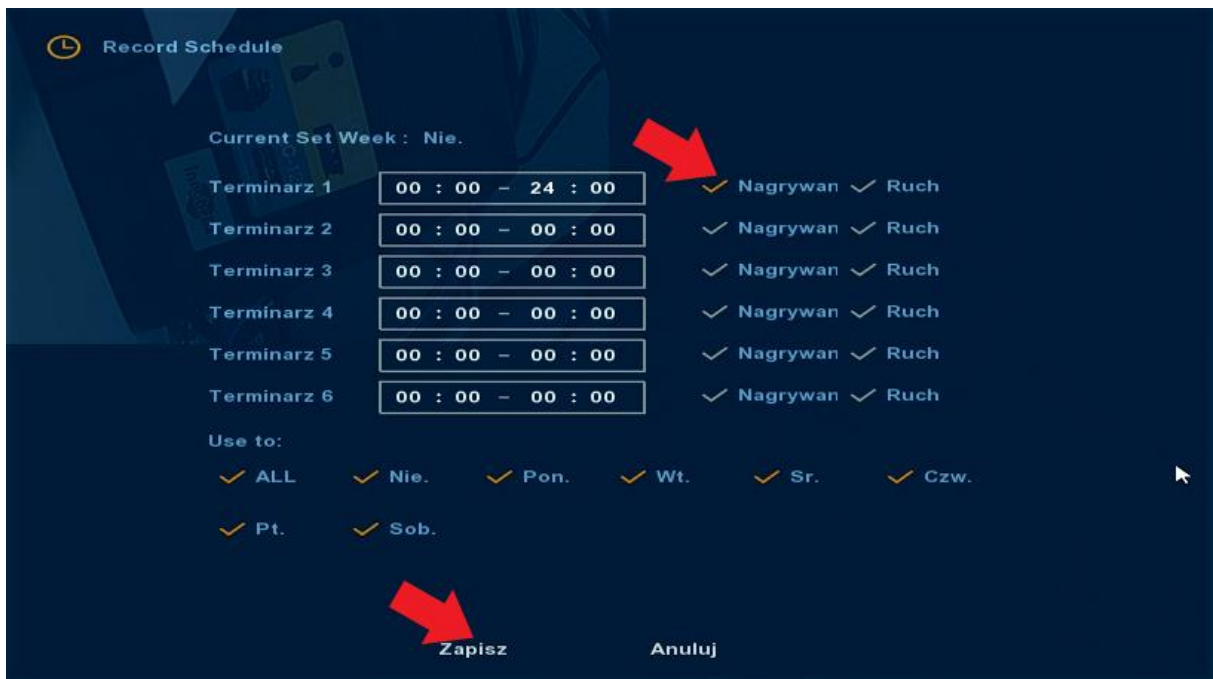 Record Schedule
Current Set Week : Nie.
Terminarz 1 00 : 00 – 24 : 00 Nagrywan Ruch
Terminarz 2 00 : 00 – 00 : 00 Nagrywan Ruch
Terminarz 3 00 : 00 – 00 : 00 Nagrywan Ruch
Terminarz 4 00 : 00 – 00 : 00 Nagrywan Ruch
Terminarz 5 00 : 00 – 00 : 00 Nagrywan Ruch
Terminarz 6 00 : 00 – 00 : 00 Nagrywan Ruch
Use to:
ALL Nie. Pon. Wt. Sr. Czw.
Pt. Sob.
Zapisz Anuluj